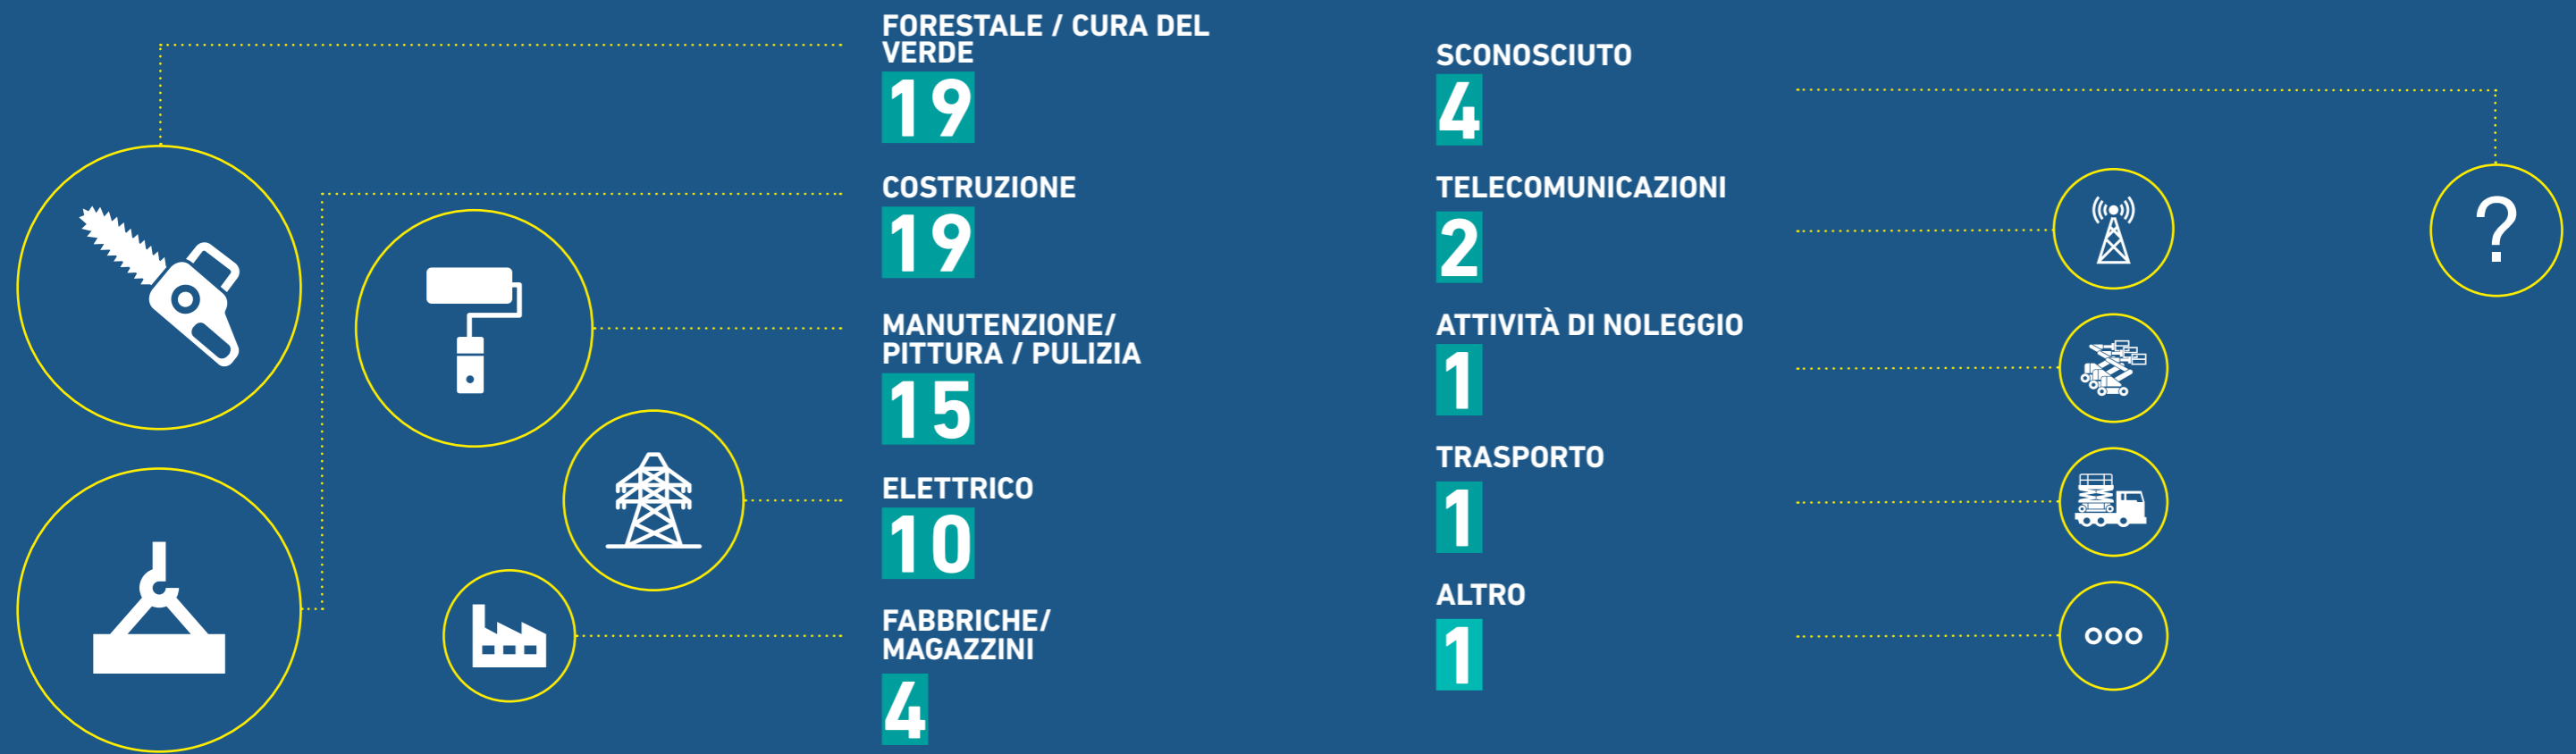 FORESTALE / CURA DEL
VERDE
19
COSTRUZIONE
19
MANUTENZIONE/
PITTURA / PULIZIA
15
ELETTRICO
10
FABBRICHE/
MAGAZZINI
4
SCONOSCIUTO
4
TELECOMUNICAZIONI
2
ATTIVITÀ DI NOLEGGIO
1
TRASPORTO
1
ALTRO
1
?